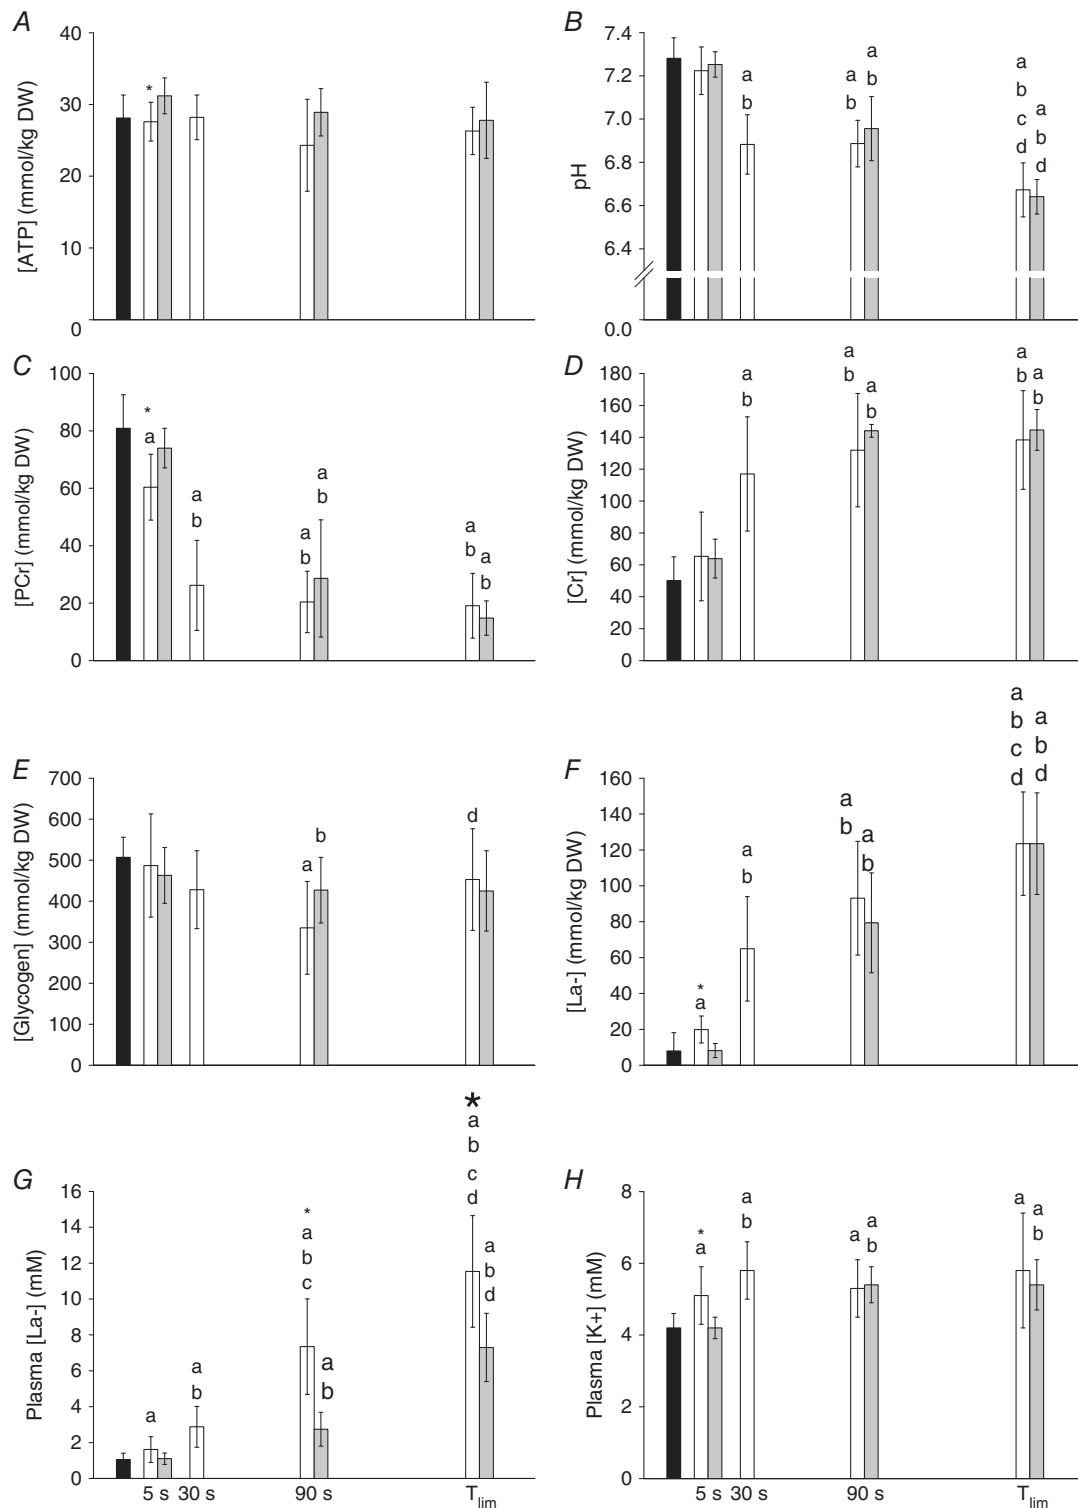 A
[ATP] (mmol/kg DW)
40
30
20
10
0
*
B
pH
7.4
7.2
7.0
6.8
6.6
6.4
0.0
a
b
a
b
a
b
a
b
c
d
a
b
d
C
[PCr] (mmol/kg DW)
100
80
60
40
20
0
*
a
a
b
a
b
a
b
a
b
a
b
D
[Cr] (mmol/kg DW)
180
160
140
120
100
80
60
40
20
0
a
b
a
b
a
b
a
b
a
b
E
[Glycogen] (mmol/kg DW)
700
600
500
400
300
200
100
0
a
b
d
F
[La-] (mmol/kg DW)
160
140
120
100
80
60
40
20
0
*
a
a
b
a
b
a
b
a
b
c
d
a
b
d
G
Plasma [La-] (mM)
16
14
12
10
8
6
4
2
0
a
a
b
*
a
b
c
a
b
*
a
b
c
d
a
b
d
5 s 30 s 90 s Tlim
H
Plasma [K+] (mM)
8
6
4
2
0
*
a
a
b
a
a
b
a
a
b
5 s 30 s 90 s Tlim